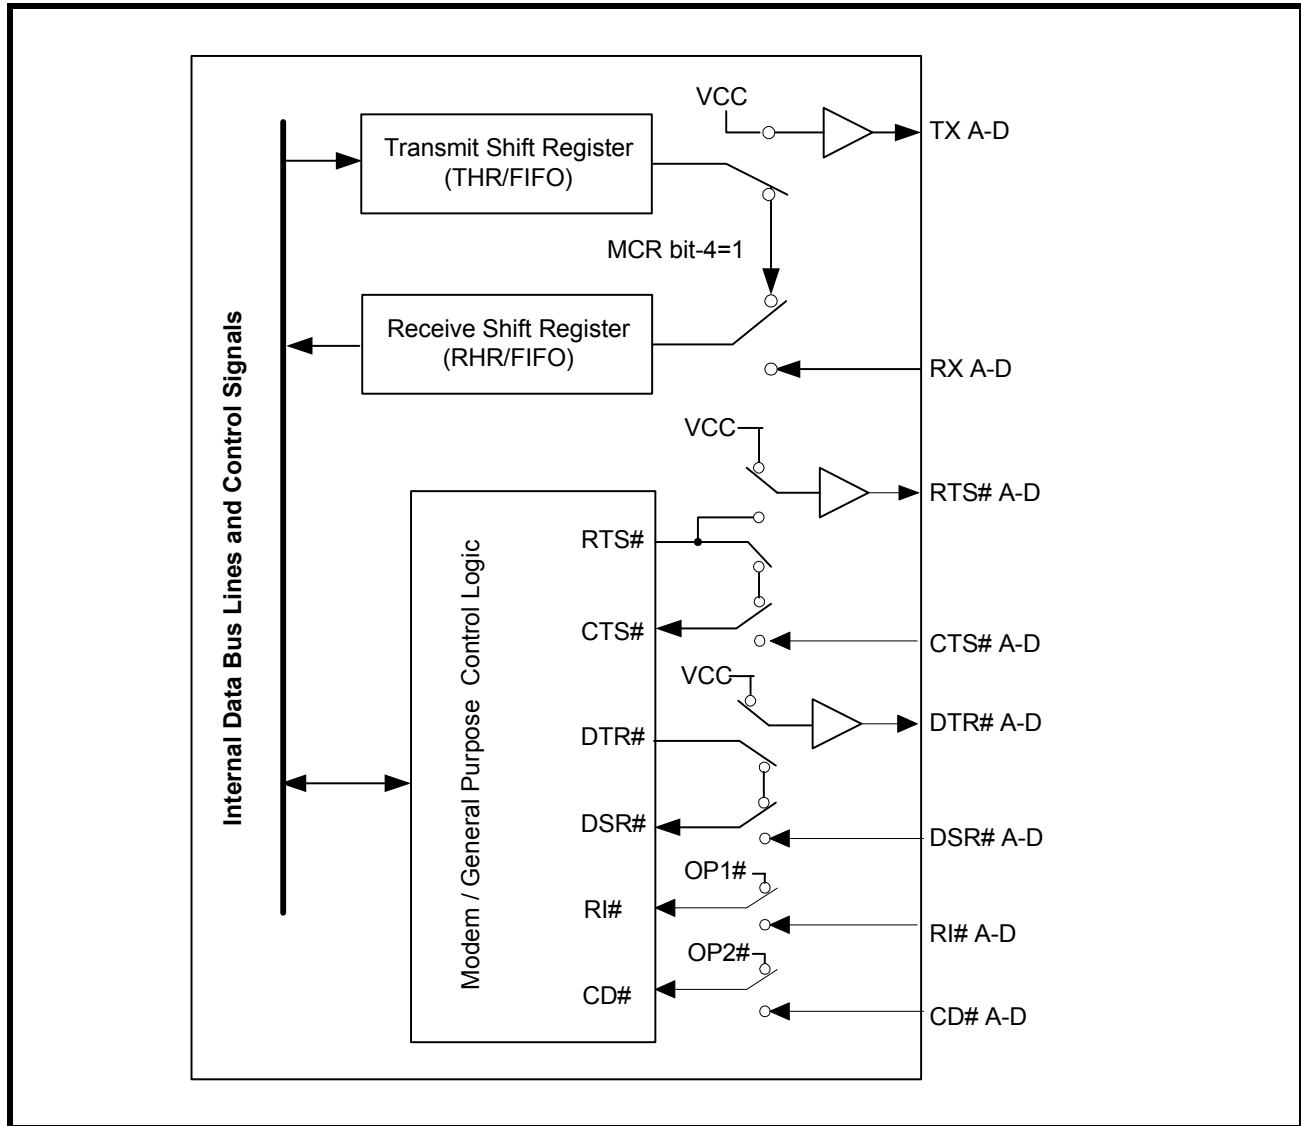 VCC
TX A-D
Transmit Shift Register
(THR/FIFO)
MCR bit-4=1
Receive Shift Register
(RHR/FIFO)
RX A-D
Internal Data Bus Lines and Control Signals
VCC
RTS# A-D
Modem / General Purpose Control Logic
RTS#
CTS#
CTS# A-D
VCC
DTR# A-D
DTR#
DSR#
DSR# A-D
OP1#
RI#
RI# A-D
OP2#
CD#
CD# A-D